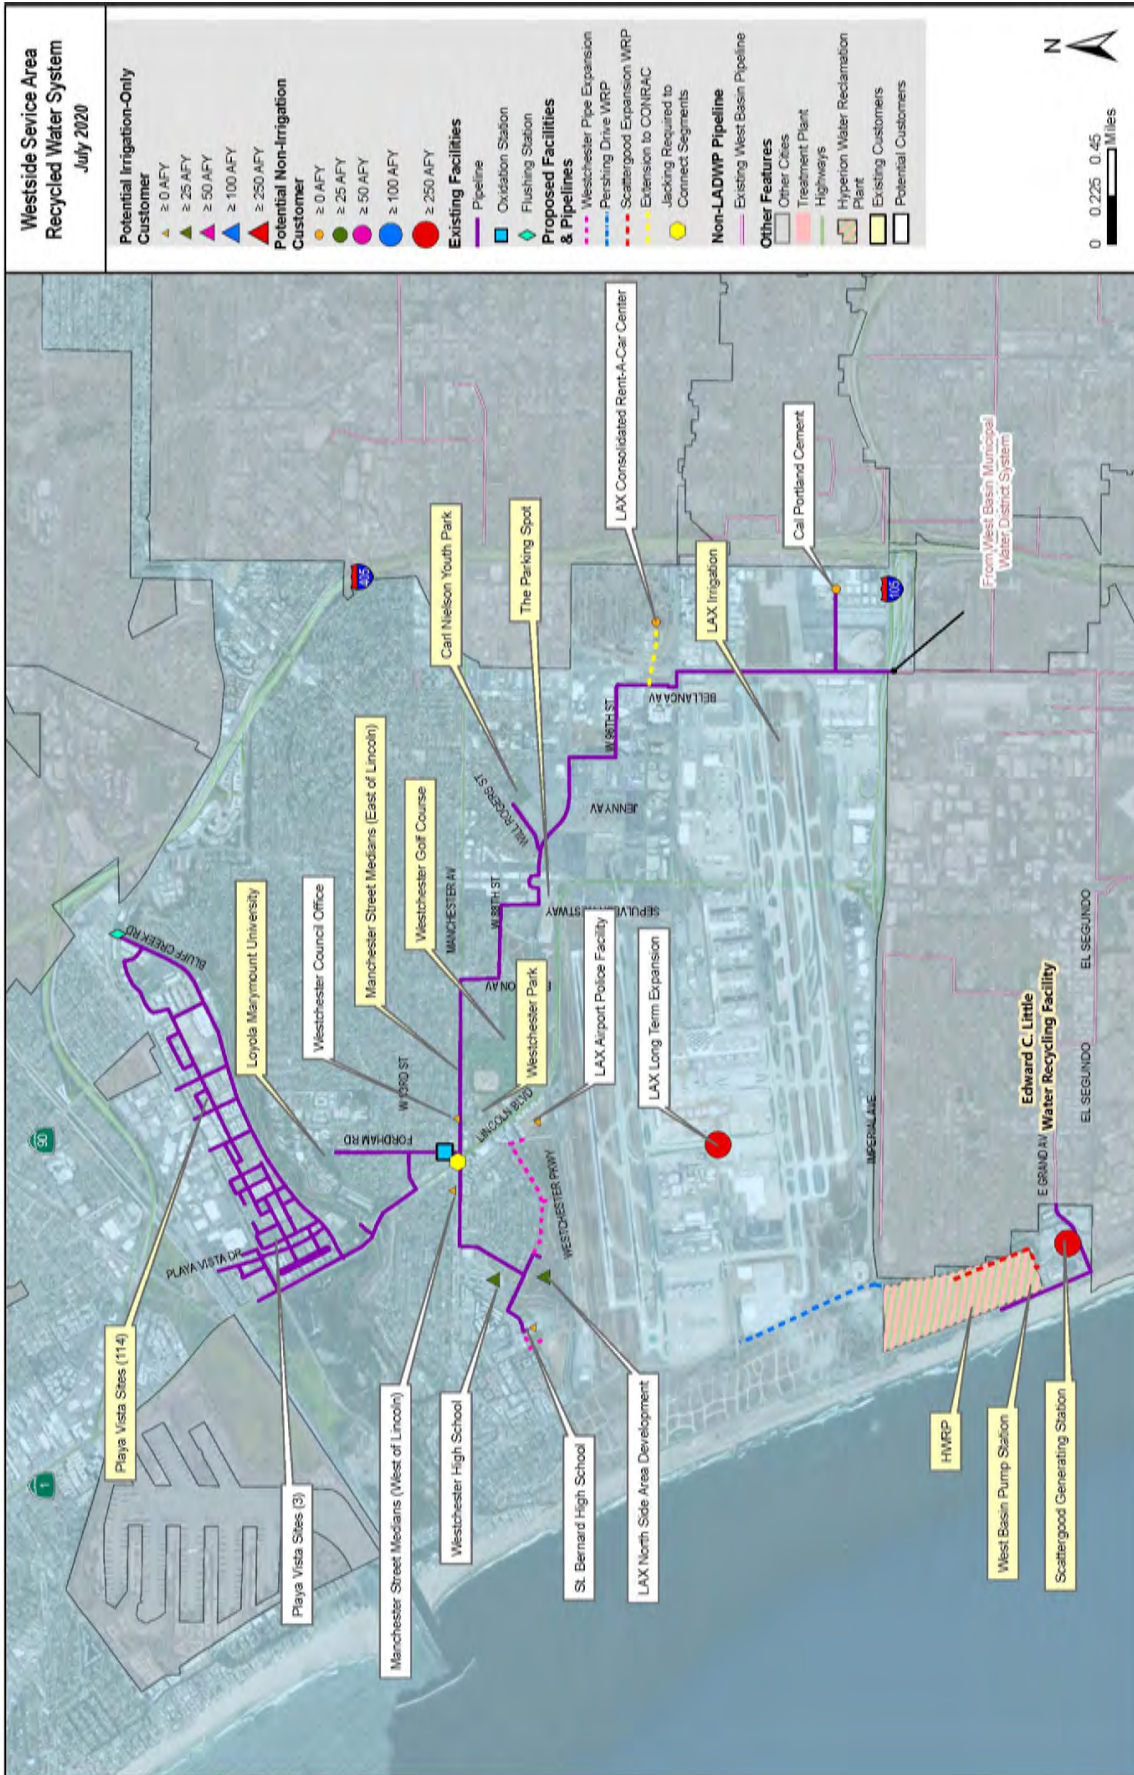 Westside Sevice Area
Recycled Water System
July 2020
Potential Irrigation-Only
Customer
≥ 0 AFY
≥ 25 AFY
≥ 50 AFY
≥ 100 AFY
≥ 250 AFY
Potential Non-Irrigation
Customer
≥ 0 AFY
≥ 25 AFY
≥ 50 AFY
≥ 100 AFY
≥ 250 AFY
Existing Facilities
Pipeline
Oxidation Station
Flushing Station
Proposed Facilities
& Pipelines
Westchester Pipe Expansion
Pershing Drive WRP
Scattergood Expansion WRP
Extension to CONRAC
Jacking Required to
Connect Segments
Non-LADWP Pipeline
Existing West Basin Pipeline
Other Features
Other Cities
Treatment Plant
Highways
Hyperion Water Reclamation
Plant
Existing Customers
Potential Customers
N
0 0.225 0.45
Miles
1
90
405
105
Playa Vista Sites (114)
Playa Vista Sites (3)
PLAYA VISTA DR
BLUFF CREEK RD
Loyola Marymount University
Westchester Council Office
Manchester Street Medians (East of Lincoln)
Westchester Golf Course
Carl Nielson Youth Park
The Parking Spot
W 83RD ST
FORDHAM RD
MANCHESTER AV
W 88TH ST
WILL ROGERS ST
LINCOLN BLVD
Westchester Park
Manchester Street Medians (West of Lincoln)
Westchester High School
St. Bernard High School
LAX North Side Area Development
WESTCHESTER PKWY
LAX Airport Police Facility
LAX Long Term Expansion
JENNY AV
W 96TH ST
BELLANCA AV
LAX Consolidated Rent-A-Car Center
LAX Irrigation
Cal Portland Cement
IMPERIAL AVE
From West Basin Municipal
Water District System
HWRP
West Basin Pump Station
Scattergood Generating Station
E GRAND AV
Edward C. Little
Water Recycling Facility
EL SEGUNDO
EL SEGUNDO